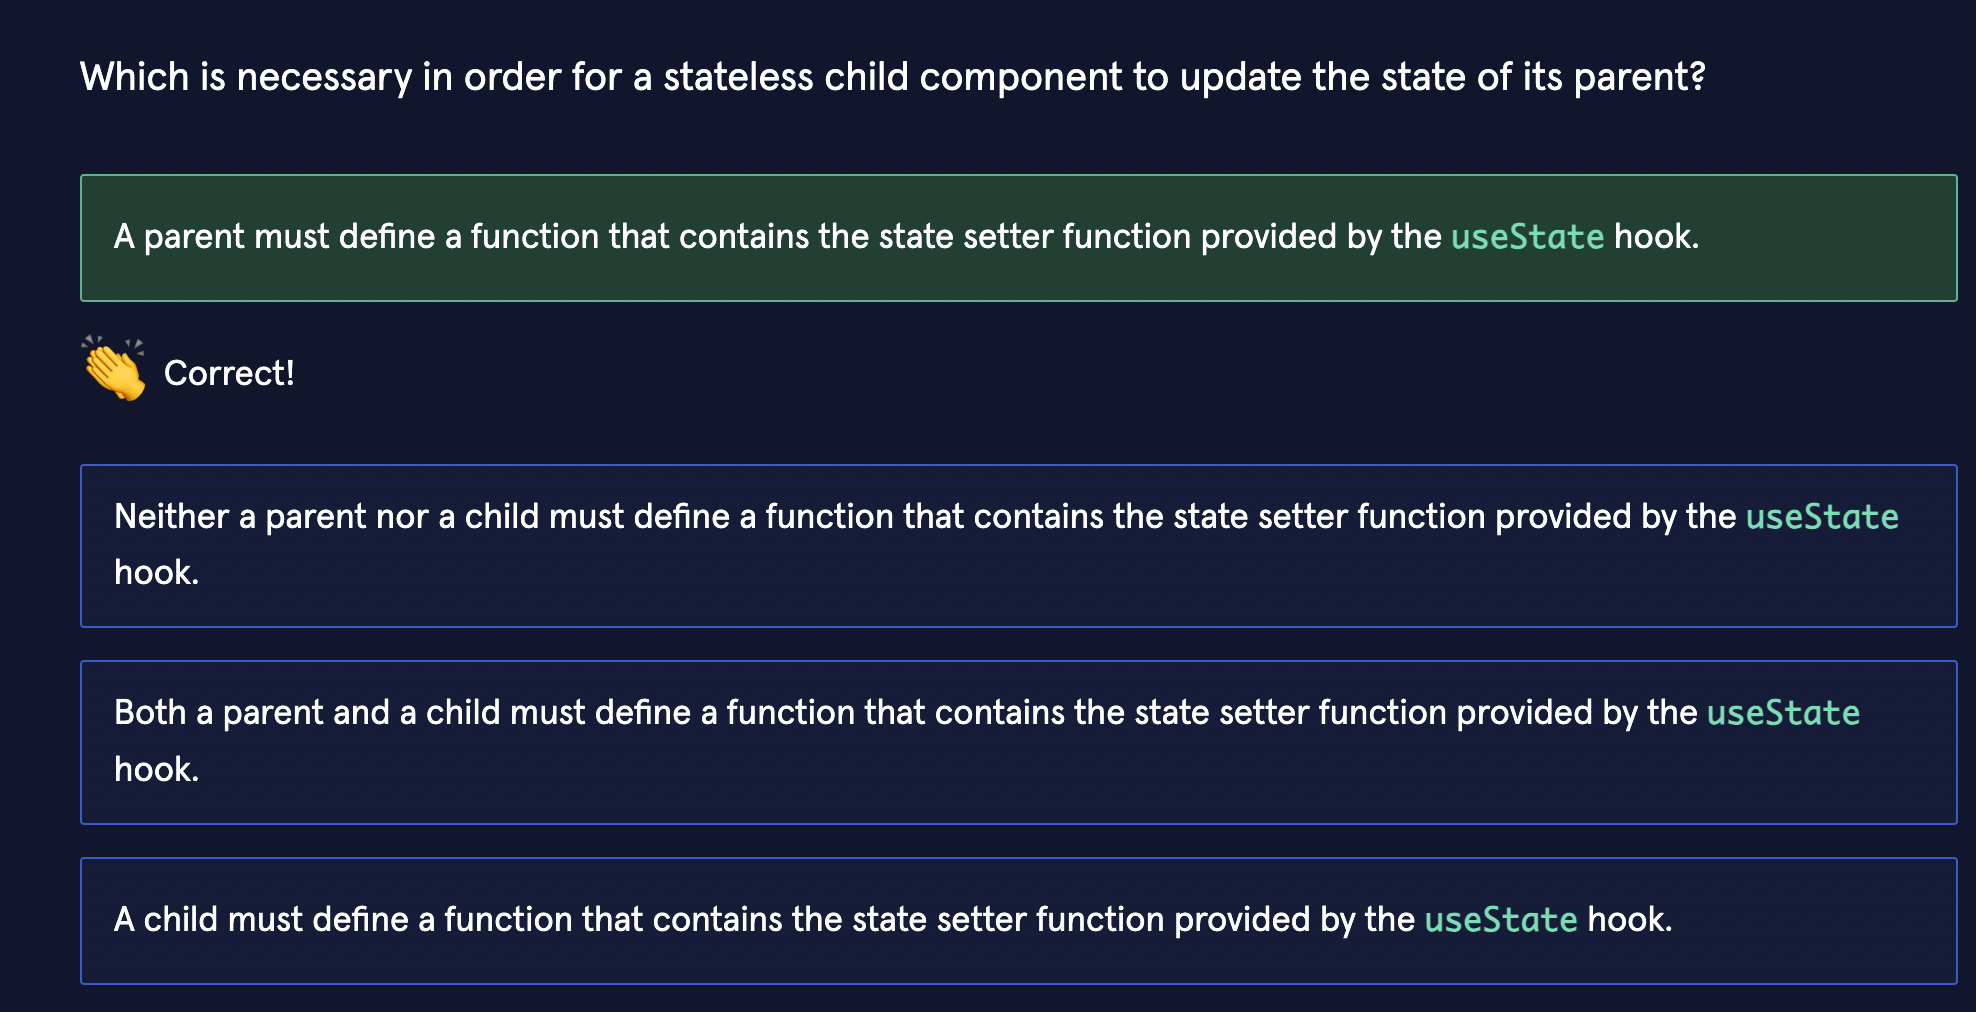 Which is necessary in order for a stateless child component to update the state of its parent?
A parent must define a function that contains the state setter function provided by the useState hook.
Correct!
Neither a parent nor a child must define a function that contains the state setter function provided by the useState
hook.
Both a parent and a child must define a function that contains the state setter function provided by the useState
hook.
A child must define a function that contains the state setter function provided by the useState hook.